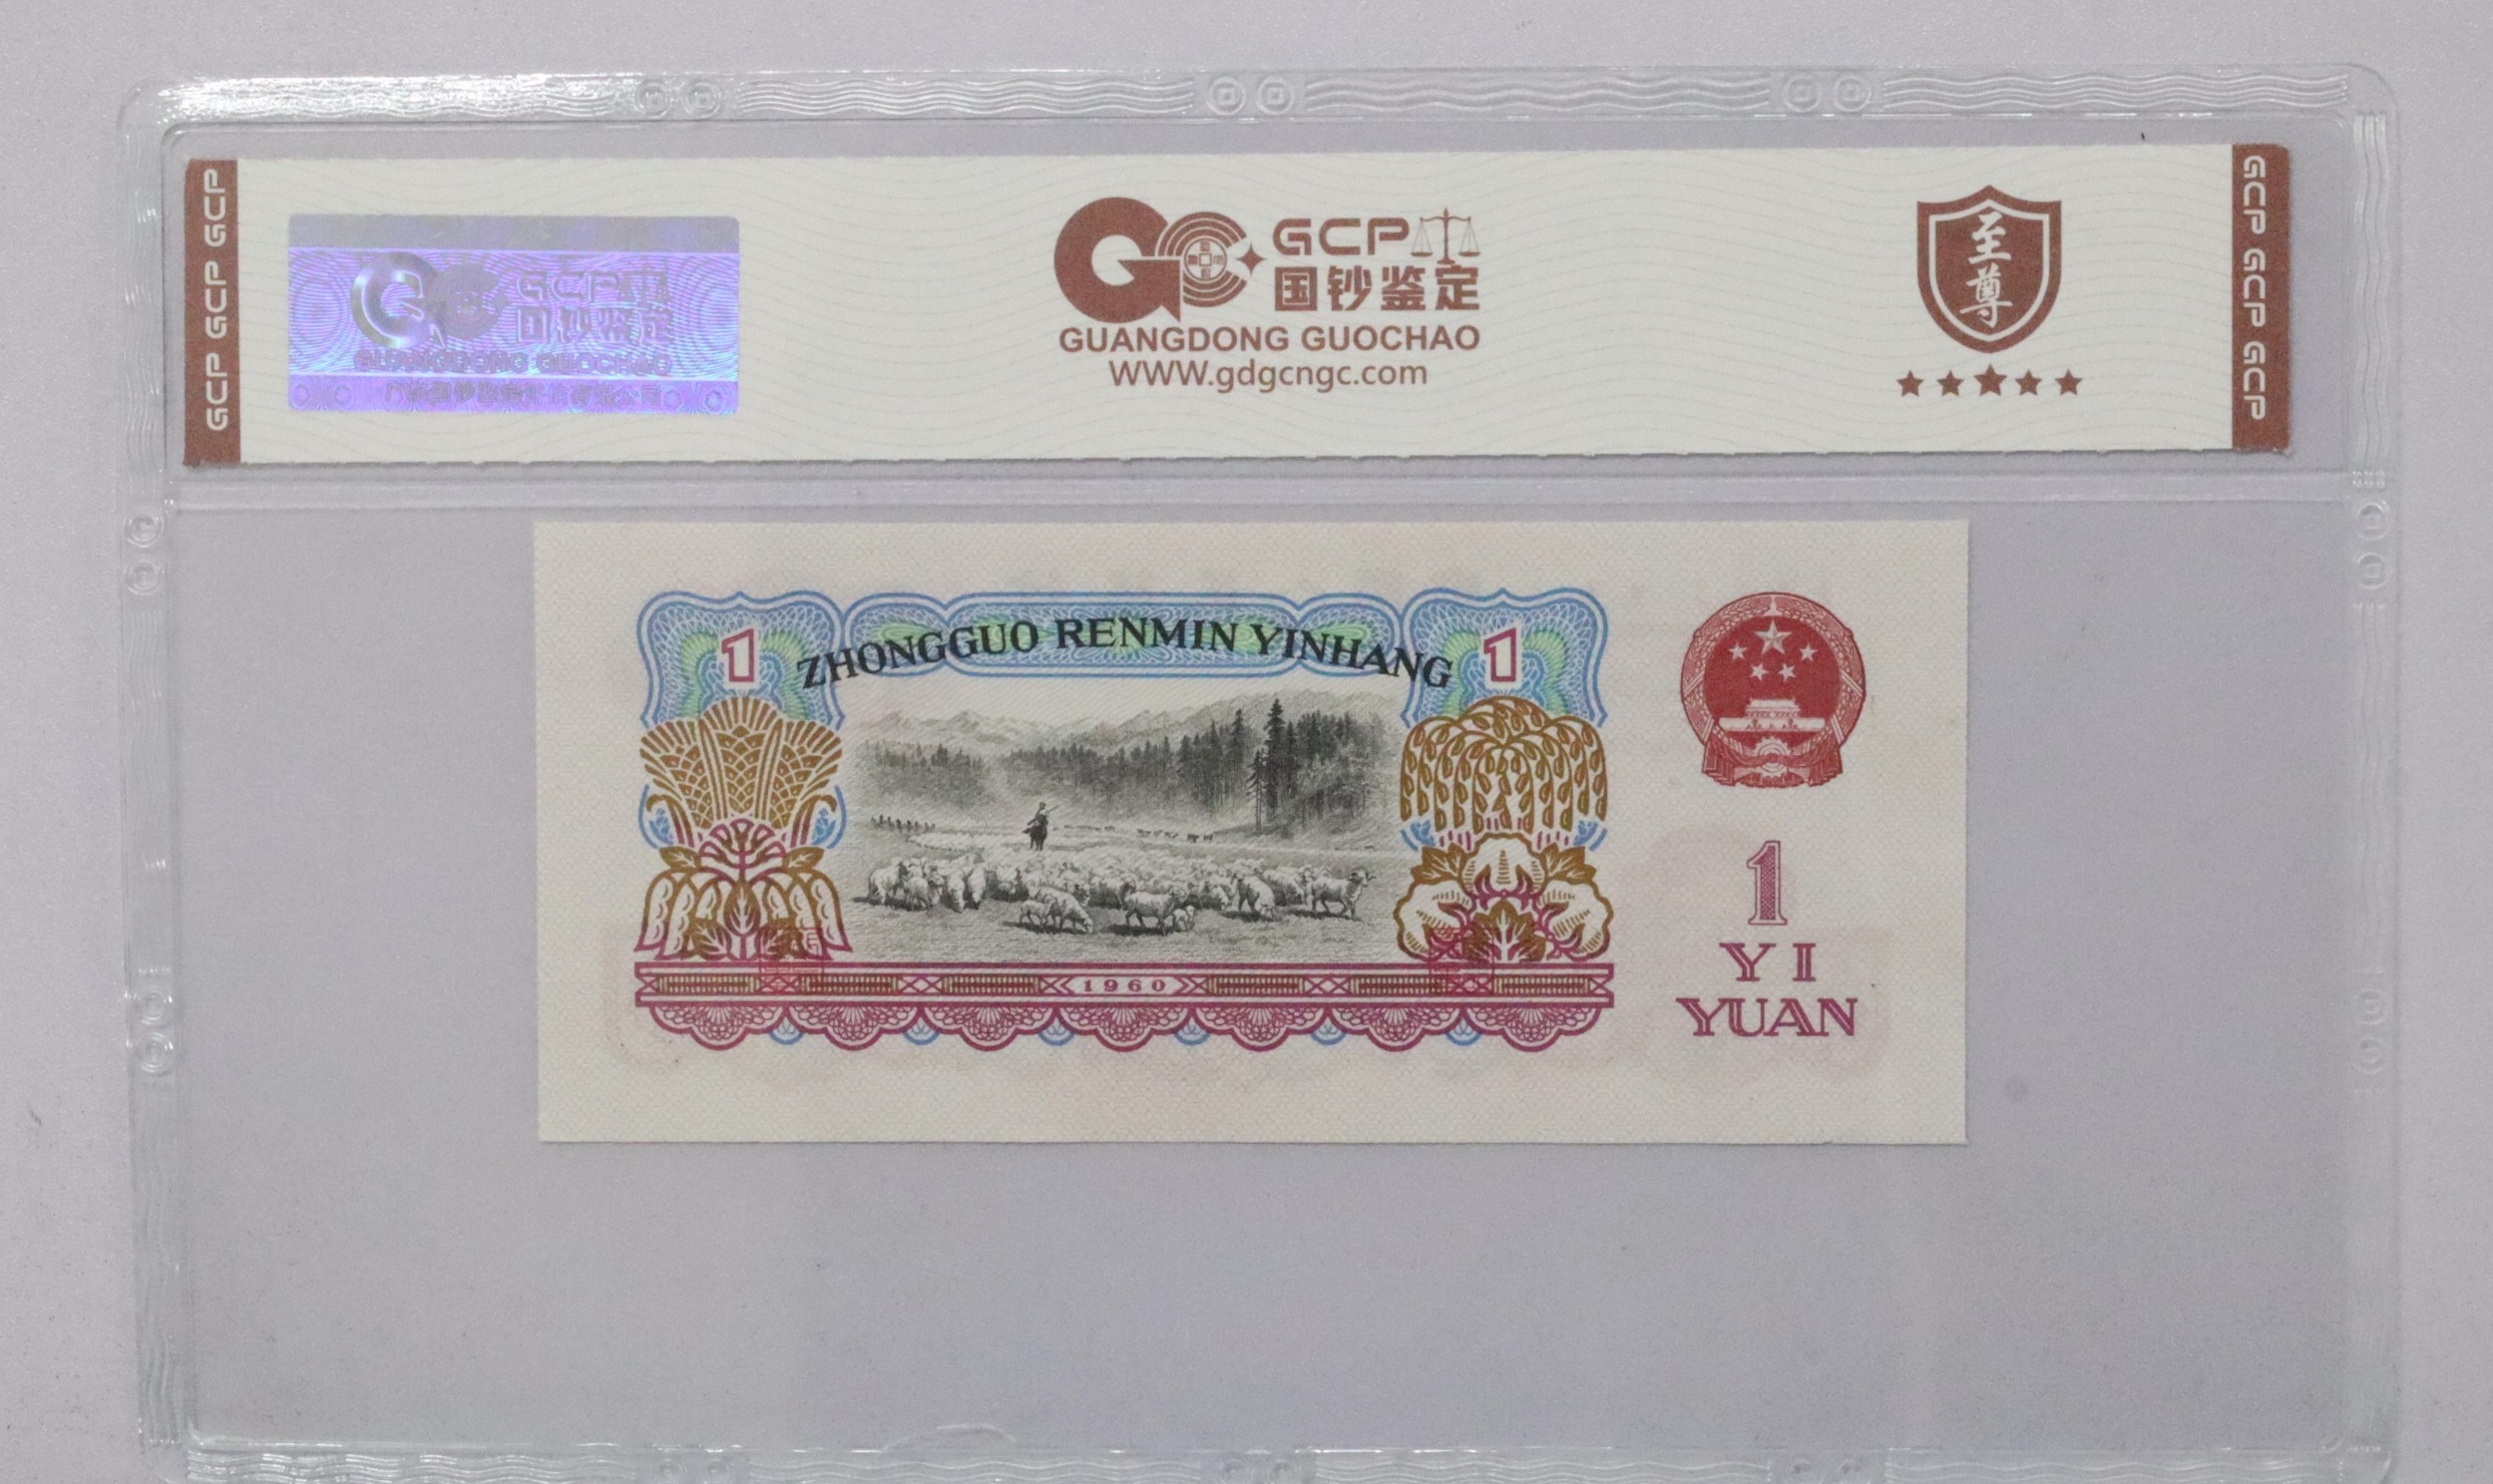 GCP GCP GCP
GCP
国钞鉴定
GUANGDONG GUOCHAO
GCP
国钞鉴定
GUANGDONG GUOCHAO
WWW.gdgcngc.com
至尊
GCP GCP GCP
1
ZHONGGUO RENMIN YINHANG
1
1960
1
YI
YUAN